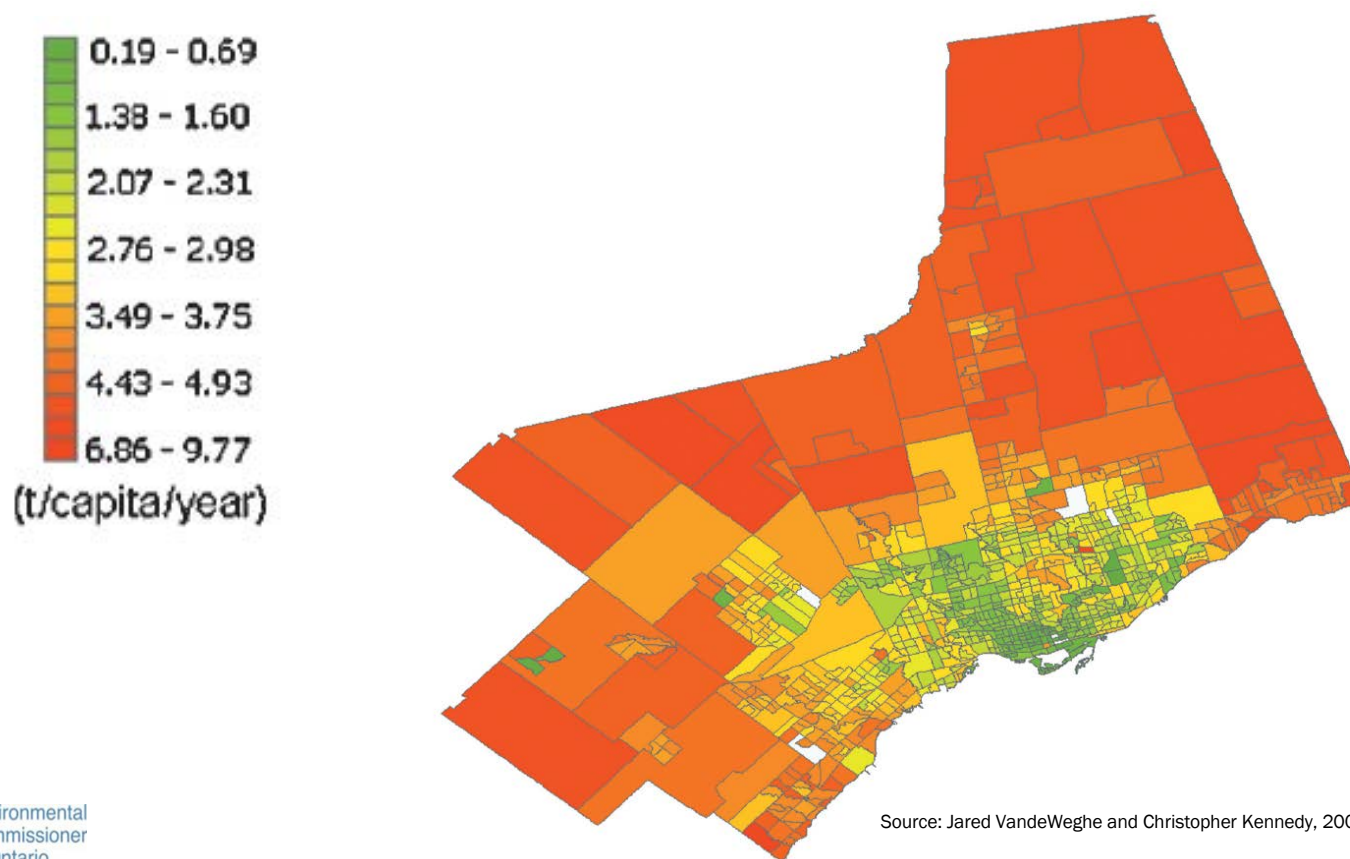 0.19 - 0.69
1.38 - 1.60
2.07 - 2.31
2.76 - 2.98
3.49 - 3.75
4.43 - 4.93
6.86 - 9.77
(t/capita/year)
Source: Jared VandeWeghe and Christopher Kennedy,